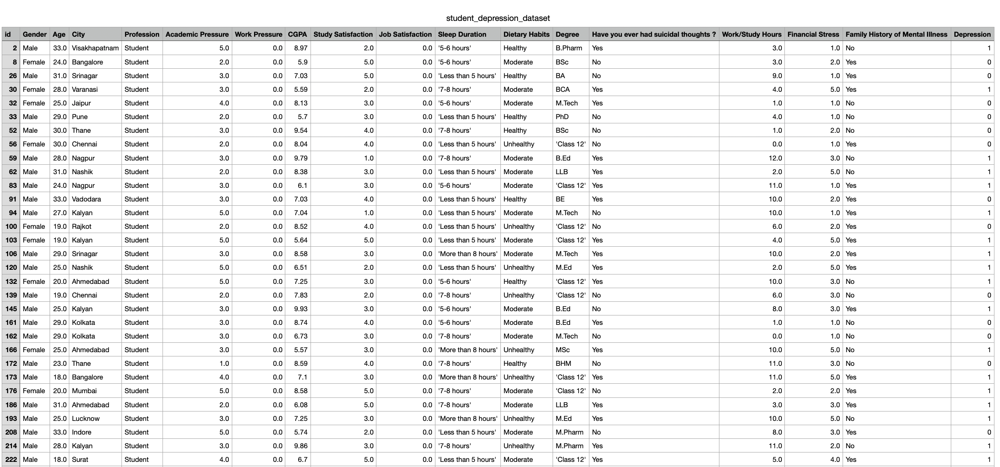 student_depression_dataset
id Gender Age City Profession Academic Pressure Work Pressure CGPA Study Satisfaction Job Satisfaction Sleep Duration Dietary Habits Degree Have you ever had suicidal thoughts ? Work/Study Hours Financial Stress Family History of Mental Illness Depression
2 Male 33.0 Visakhapatnam Student 5.0 0.0 8.97 2.0 0.0 '5-6 hours' Healthy B.Pharm Yes 3.0 1.0 No 1
8 Female 24.0 Bangalore Student 2.0 0.0 5.9 5.0 0.0 '5-6 hours' Moderate BSc No 3.0 2.0 Yes 0
26 Male 31.0 Srinagar Student 3.0 0.0 7.03 5.0 0.0 'Less than 5 hours' Healthy BA No 9.0 1.0 Yes 0
30 Female 28.0 Varanasi Student 3.0 0.0 5.59 2.0 0.0 '7-8 hours' Moderate BCA Yes 4.0 5.0 Yes 1
32 Female 25.0 Jaipur Student 4.0 0.0 8.13 3.0 0.0 '5-6 hours' Moderate M.Tech Yes 1.0 1.0 No 0
33 Male 29.0 Pune Student 2.0 0.0 5.7 3.0 0.0 'Less than 5 hours' Healthy PhD No 4.0 1.0 No 0
52 Male 30.0 Thane Student 3.0 0.0 9.54 4.0 0.0 '7-8 hours' Healthy BSc No 1.0 2.0 No 0
56 Female 30.0 Chennai Student 2.0 0.0 8.04 4.0 0.0 'Less than 5 hours' Unhealthy 'Class 12' No 0.0 1.0 Yes 0
59 Male 28.0 Nagpur Student 3.0 0.0 9.79 1.0 0.0 '7-8 hours' Moderate B.Ed Yes 12.0 3.0 No 1
62 Male 31.0 Nashik Student 2.0 0.0 8.38 3.0 0.0 'Less than 5 hours' Moderate LLB Yes 2.0 5.0 No 1
83 Male 24.0 Nagpur Student 3.0 0.0 6.1 3.0 0.0 '5-6 hours' Moderate 'Class 12' Yes 11.0 1.0 Yes 1
91 Male 33.0 Vadodara Student 3.0 0.0 7.03 4.0 0.0 'Less than 5 hours' Healthy BE Yes 10.0 2.0 Yes 0
94 Male 27.0 Kalyan Student 5.0 0.0 7.04 1.0 0.0 'Less than 5 hours' Moderate M.Tech No 10.0 1.0 Yes 1
100 Female 19.0 Rajkot Student 2.0 0.0 8.52 4.0 0.0 'Less than 5 hours' Unhealthy 'Class 12' No 6.0 2.0 Yes 0
103 Female 19.0 Kalyan Student 5.0 0.0 5.64 5.0 0.0 'Less than 5 hours' Moderate 'Class 12' Yes 4.0 5.0 Yes 1
106 Male 29.0 Srinagar Student 3.0 0.0 8.58 3.0 0.0 'More than 8 hours' Moderate M.Tech Yes 10.0 2.0 Yes 1
120 Male 25.0 Nashik Student 5.0 0.0 6.51 2.0 0.0 'Less than 5 hours' Unhealthy M.Ed Yes 2.0 5.0 Yes 1
132 Female 20.0 Ahmedabad Student 5.0 0.0 7.25 3.0 0.0 '5-6 hours' Healthy 'Class 12' Yes 10.0 3.0 No 1
139 Male 19.0 Chennai Student 2.0 0.0 7.83 2.0 0.0 '7-8 hours' Unhealthy 'Class 12' No 6.0 3.0 No 0
145 Male 25.0 Kalyan Student 3.0 0.0 9.93 3.0 0.0 '5-6 hours' Moderate B.Ed No 8.0 3.0 Yes 1
161 Male 29.0 Kolkata Student 3.0 0.0 8.74 4.0 0.0 '5-6 hours' Moderate B.Ed Yes 1.0 1.0 No 0
162 Male 29.0 Kolkata Student 3.0 0.0 6.73 3.0 0.0 '7-8 hours' Moderate M.Tech No 0.0 1.0 No 0
166 Female 25.0 Ahmedabad Student 3.0 0.0 5.57 3.0 0.0 'More than 8 hours' Unhealthy MSc Yes 10.0 5.0 No 1
172 Male 23.0 Thane Student 1.0 0.0 8.59 4.0 0.0 '7-8 hours' Healthy BHM No 11.0 3.0 No 0
173 Male 18.0 Bangalore Student 4.0 0.0 7.1 3.0 0.0 'More than 8 hours' Unhealthy 'Class 12' Yes 11.0 5.0 Yes 1
176 Female 20.0 Mumbai Student 5.0 0.0 8.58 5.0 0.0 '7-8 hours' Moderate 'Class 12' No 2.0 2.0 Yes 1
186 Male 31.0 Ahmedabad Student 2.0 0.0 6.08 5.0 0.0 '7-8 hours' Moderate LLB Yes 3.0 3.0 Yes 1
193 Male 25.0 Lucknow Student 3.0 0.0 7.25 3.0 0.0 'More than 8 hours' Unhealthy M.Ed Yes 10.0 5.0 No 1
208 Male 33.0 Indore Student 5.0 0.0 5.74 2.0 0.0 'Less than 5 hours' Moderate M.Pharm No 8.0 3.0 Yes 0
214 Male 28.0 Kalyan Student 3.0 0.0 9.86 3.0 0.0 '7-8 hours' Unhealthy M.Pharm Yes 11.0 2.0 No 1
222 Male 18.0 Surat Student 4.0 0.0 6.7 5.0 0.0 'Less than 5 hours' Moderate 'Class 12' Yes 5.0 4.0 Yes 1